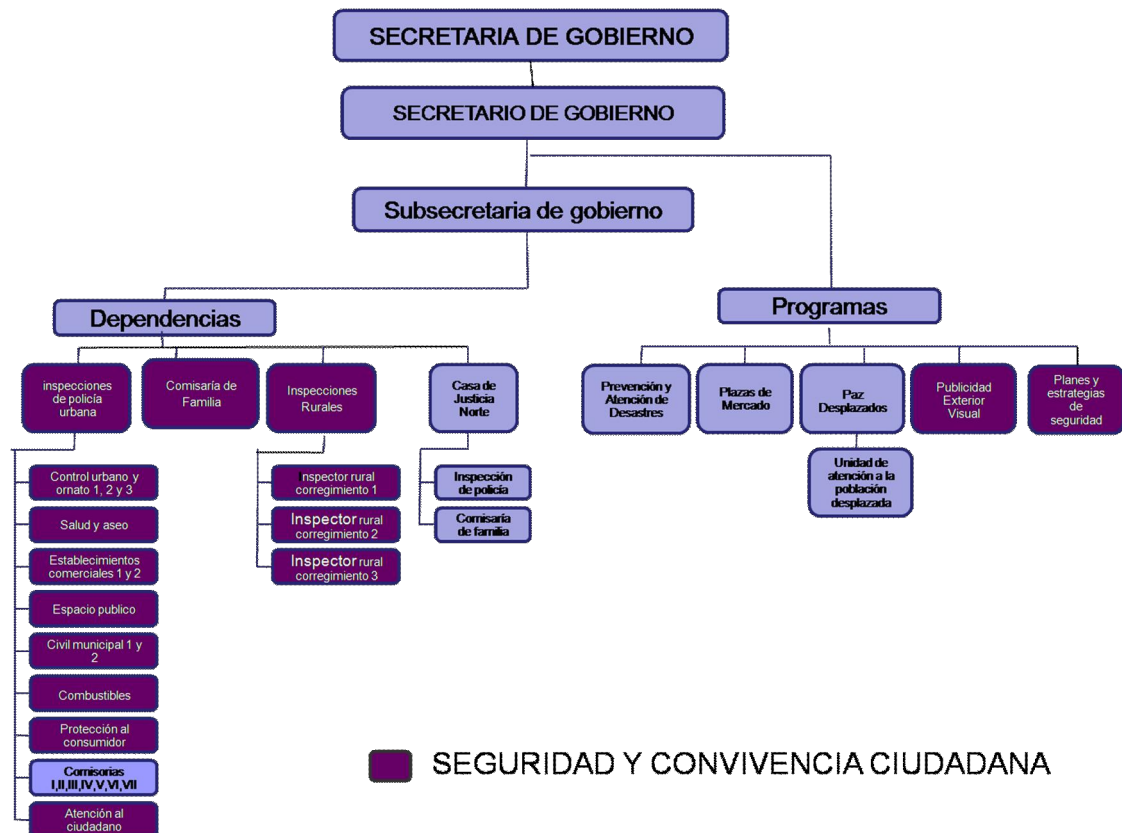 SECRETARIA DE GOBIERNO
SECRETARIO DE GOBIERNO
Subsecretaria de gobierno
Dependencias
Programas
inspecciones
de policía
urbana
Comisaría de
Familia
Inspecciones
Rurales
Casa de
Justicia
Norte
Prevención y
Atención de
Desastres
Plazas de
Mercado
Paz
Desplazados
Publicidad
Exterior
Visual
Planes y
estrategias
de
seguridad
Control urbano y
ornato 1, 2 y 3
Salud y aseo
Establecimientos
comerciales 1 y 2
Espacio publico
Civil municipal 1 y
2
Combustibles
Protección al
consumidor
Comisorias
I,II,III,IV,V,VI,VII
Atención al
ciudadano
Inspector rural
corregimiento 1
Inspector rural
corregimiento 2
Inspector rural
corregimiento 3
Inspección
de policía
Comisaría
de familia
Unidad de
atención a la
población
desplazada
SEGURIDAD Y CONVIVENCIA CIUDADANA